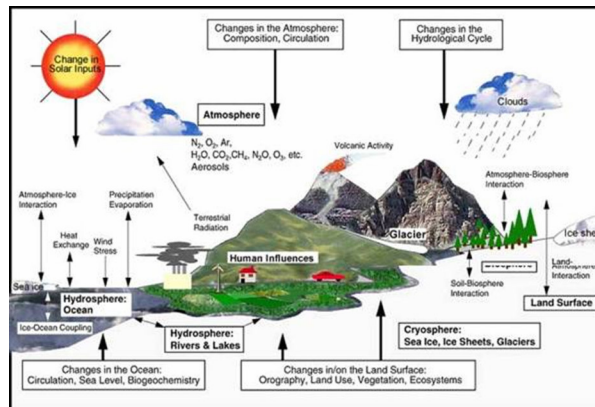 Changes in the Atmosphere:
Composition, Circulation
Changes in the
Hydrological Cycle
Change in
Solar Inputs
Clouds
Atmosphere
N2, O2, Ar,
H2O, CO2,CH4, N2O, O3, etc.
Aerosols
Volcanic Activity
Atmosphere-Ice
Interaction
Precipitation
Evaporation
Atmosphere-Biosphere
Interaction
Terrestrial
Radiation
Heat
Exchange
Wind
Stress
Glacier
Ice she
Human Influences
Land-
Atmosphere
Interaction
Sea ice
Soil-Biosphere
Interaction
Hydrosphere:
Ocean
Land Surface
Ice-Ocean Coupling
Hydrosphere:
Rivers & Lakes
Cryosphere:
Sea Ice, Ice Sheets, Glaciers
Changes in the Ocean:
Circulation, Sea Level, Biogeochemistry
Changes in/on the Land Surface:
Orography, Land Use, Vegetation, Ecosystems